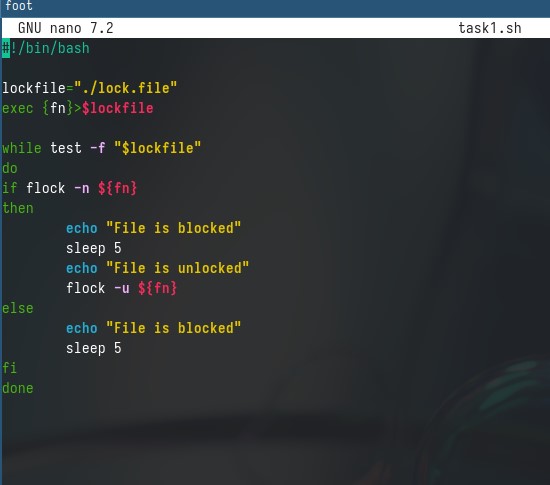 foot
GNU nano 7.2 task1.sh
#!/bin/bash
lockfile="./lock.file"
exec {fn}>$lockfile
while test -f "$lockfile"
do
if flock -n ${fn}
then
echo "File is blocked"
sleep 5
echo "File is unlocked"
flock -u ${fn}
else
echo "File is blocked"
sleep 5
fi
done